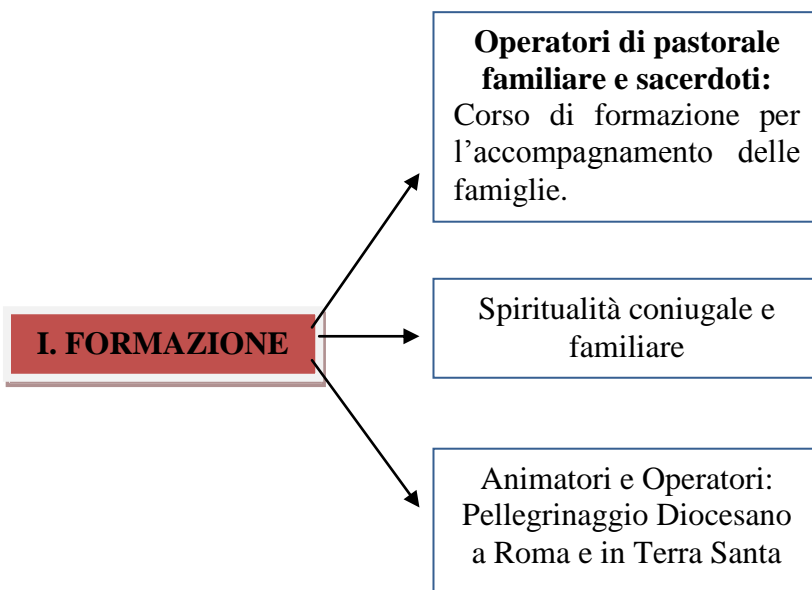 Operatori di pastorale
familiare e sacerdoti:
Corso di formazione per
l’accompagnamento delle
famiglie.
I. FORMAZIONE
Spiritualità coniugale e
familiare
Animatori e Operatori:
Pellegrinaggio Diocesano
a Roma e in Terra Santa